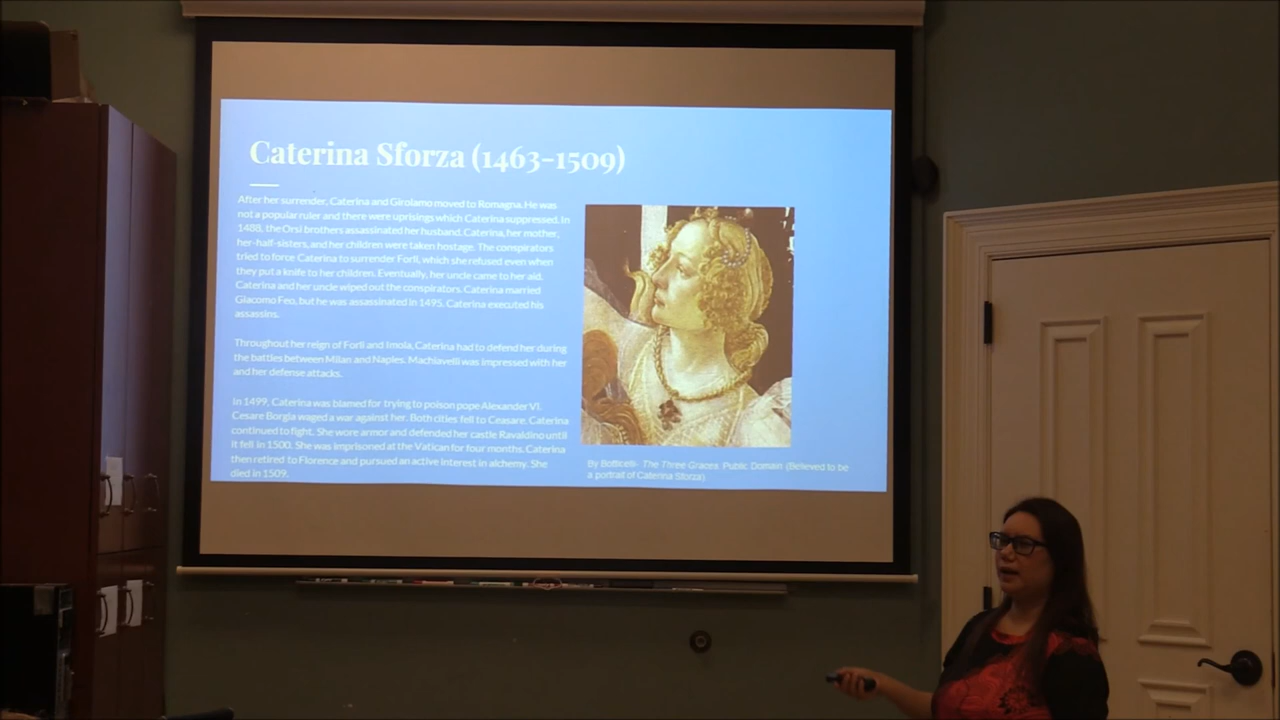 Caterina Sforza (1463-1509)
After her surrender, Caterina and Girolamo moved to Romagna. He was
not a popular ruler and there were uprisings which Caterina suppressed. In
1488, the Orsi brothers assassinated her husband. Caterina, her mother,
her-half-sisters, and her children were taken hostage. The conspirators
tried to force Caterina to surrender Forlì, which she refused even when
they put a knife to her children. Eventually, her uncle came to her aid.
Caterina and her uncle wiped out the conspirators. Caterina married
Giacomo Feo, but he was assassinated in 1495. Caterina executed his
assassins.
Throughout her reign of Forlì and Imola, Caterina had to defend her during
the battles between Milan and Naples. Machiavelli was impressed with her
and her defense attacks.
In 1499, Caterina was blamed for trying to poison pope Alexander VI.
Cesare Borgia waged a war against her. Both cities fell to Ceasare. Caterina
continued to fight. She wore armor and defended her castle Ravaldino until
it fell in 1500. She was imprisoned at the Vatican for four months. Caterina
then retired to Florence and pursued an active interest in alchemy. She
died in 1509.
By Botticelli- The Three Graces. Public Domain (Believed to be
a portrait of Caterina Sforza)